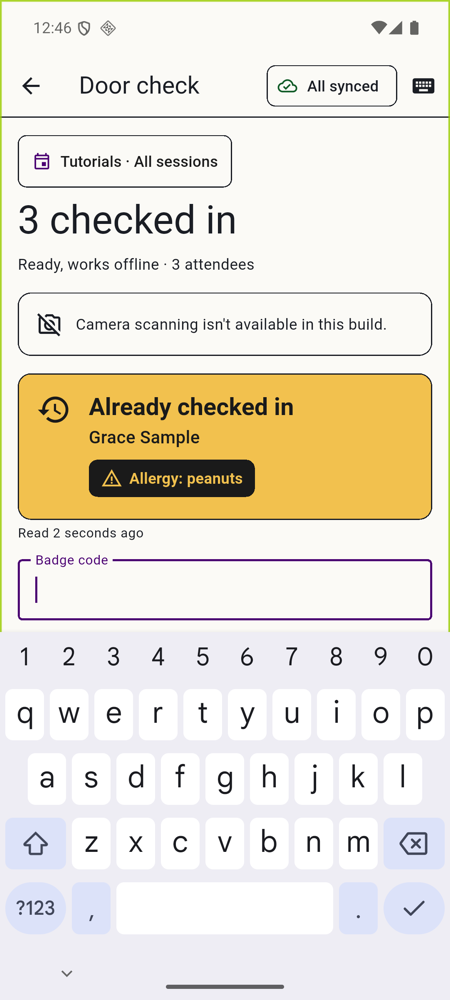 12:46
Door check
All synced
Tutorials · All sessions
3 checked in
Ready, works offline · 3 attendees
Camera scanning isn't available in this build.
Already checked in
Grace Sample
Allergy: peanuts
Read 2 seconds ago
Badge code
1 2 3 4 5 6 7 8 9 0
q w e r t y u i o p
a s d f g h j k l
z x c v b n m
?123 , .